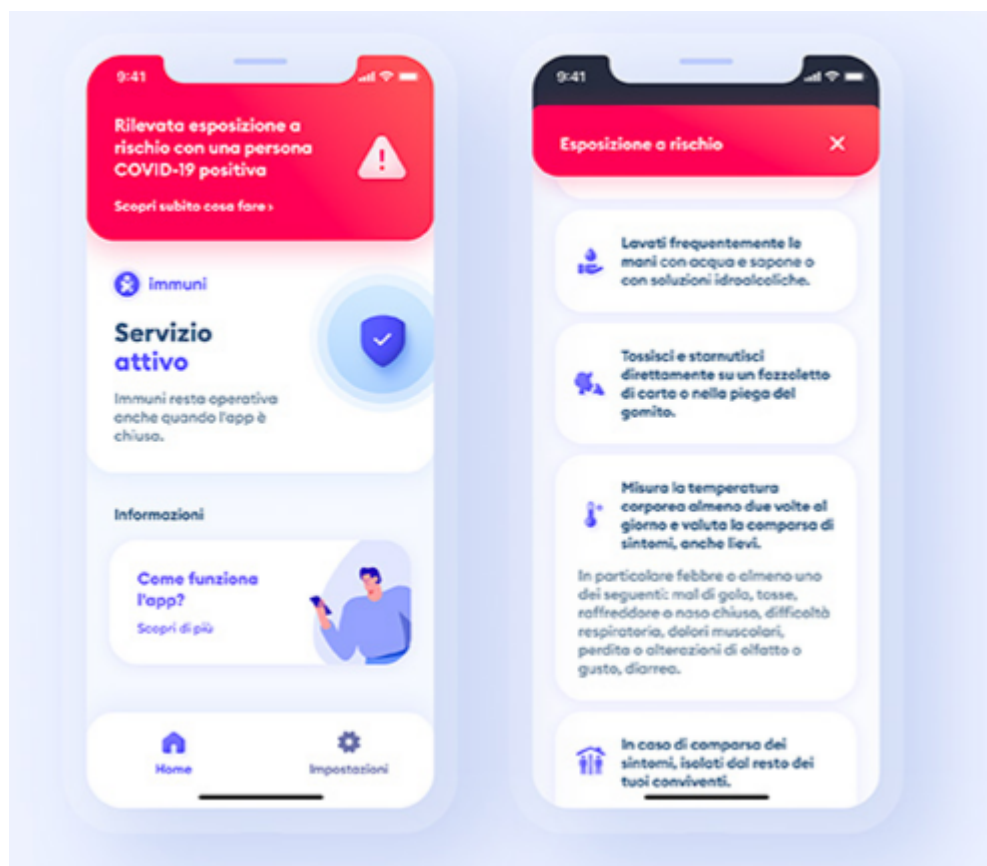 9:41
Rilevata esposizione a
rischio con una persona
COVID-19 positiva
Scopri subito cosa fare ›
immuni
Servizio
attivo
Immuni resta operativa
anche quando l'app è
chiusa.
Informazioni
Come funziona
l'app?
Scopri di più
Home
Impostazioni
9:41
Esposizione a rischio
Lavati frequentemente le
mani con acqua e sapone o
con soluzioni idroalcoliche.
Tossisci e starnutisci
direttamente su un fazzoletto
di carta o nella piega del
gomito.
Misura la temperatura
corporea almeno due volte al
giorno e valuta la comparsa di
sintomi, anche lievi.
In particolare febbre o almeno uno
dei seguenti: mal di gola, tosse,
raffreddore o naso chiuso, difficoltà
respiratoria, dolori muscolari,
perdita o alterazioni di olfatto o
gusto, diarrea.
In caso di comparsa dei
sintomi, isolati dal resto dei
tuoi conviventi.